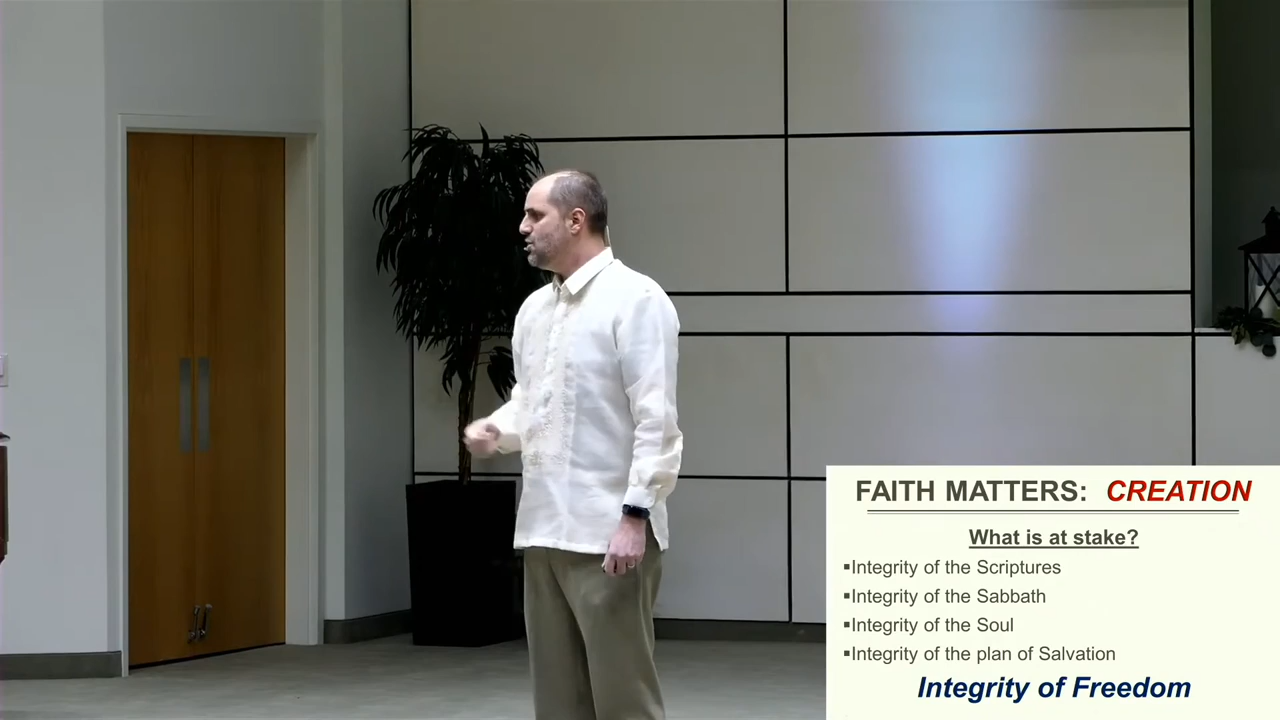 FAITH MATTERS: CREATION
What is at stake?
▪Integrity of the Scriptures
▪Integrity of the Sabbath
▪Integrity of the Soul
▪Integrity of the plan of Salvation
Integrity of Freedom